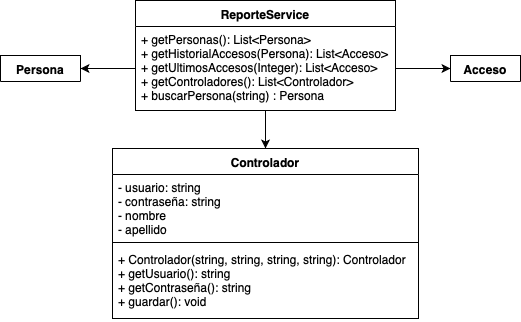 ReporteService
+ getPersonas(): List<Persona>
+ getHistorialAccesos(Persona): List<Acceso>
+ getUltimosAccesos(Integer): List<Acceso>
+ getControladores(): List<Controlador>
+ buscarPersona(string) : Persona
Persona
Acceso
Controlador
- usuario: string
- contraseña: string
- nombre
- apellido
+ Controlador(string, string, string, string): Controlador
+ getUsuario(): string
+ getContraseña(): string
+ guardar(): void